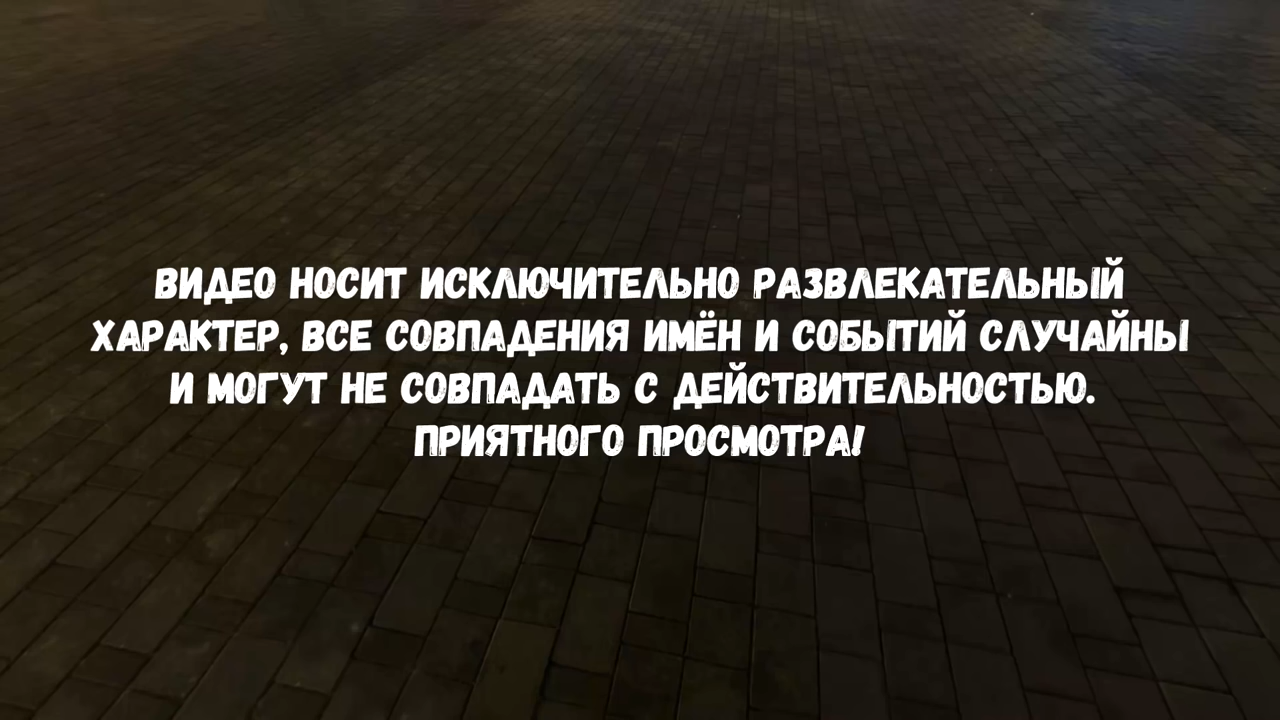 ВИДЕО НОСИТ ИСКЛЮЧИТЕЛЬНО РАЗВЛЕКАТЕЛЬНЫЙ
ХАРАКТЕР, ВСЕ СОВПАДЕНИЯ ИМЁН И СОБЫТИЙ СЛУЧАЙНЫ
И МОГУТ НЕ СОВПАДАТЬ С ДЕЙСТВИТЕЛЬНОСТЬЮ.
ПРИЯТНОГО ПРОСМОТРА!